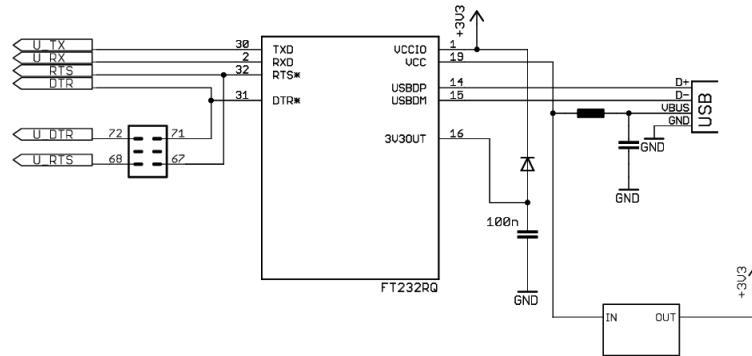 +3V3
U_TX 30 TXD VCCIO 1
U_RX 2 RXD VCC 19
RTS 32 RTS*
DTR
USBDP 14 D+
31 DTR* USBDM 15 D-
VBUS
GND
USB
U_DTR 72 71
3V3OUT 16
GND
U_RTS 68 67
GND
100n
FT232RQ
GND
+3V3
IN OUT